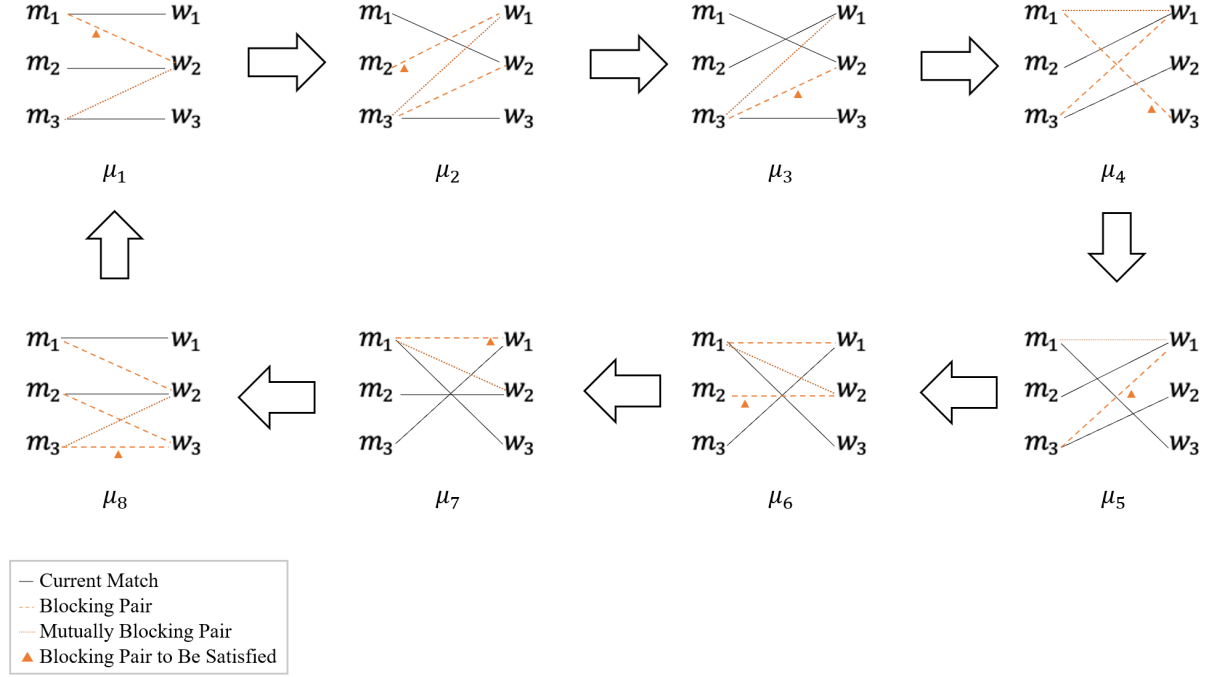 m₁ w₁ m₁ w₁ m₁ w₁ m₁ w₁
m₂ w₂ m₂ w₂ m₂ w₂ m₂ w₂
m₃ w₃ m₃ w₃ m₃ w₃ m₃ w₃
μ₁ μ₂ μ₃ μ₄
m₁ w₁ m₁ w₁ m₁ w₁ m₁ w₁
m₂ w₂ m₂ w₂ m₂ w₂ m₂ w₂
m₃ w₃ m₃ w₃ m₃ w₃ m₃ w₃
μ₈ μ₇ μ₆ μ₅
Current Match
Blocking Pair
Mutually Blocking Pair
Blocking Pair to Be Satisfied